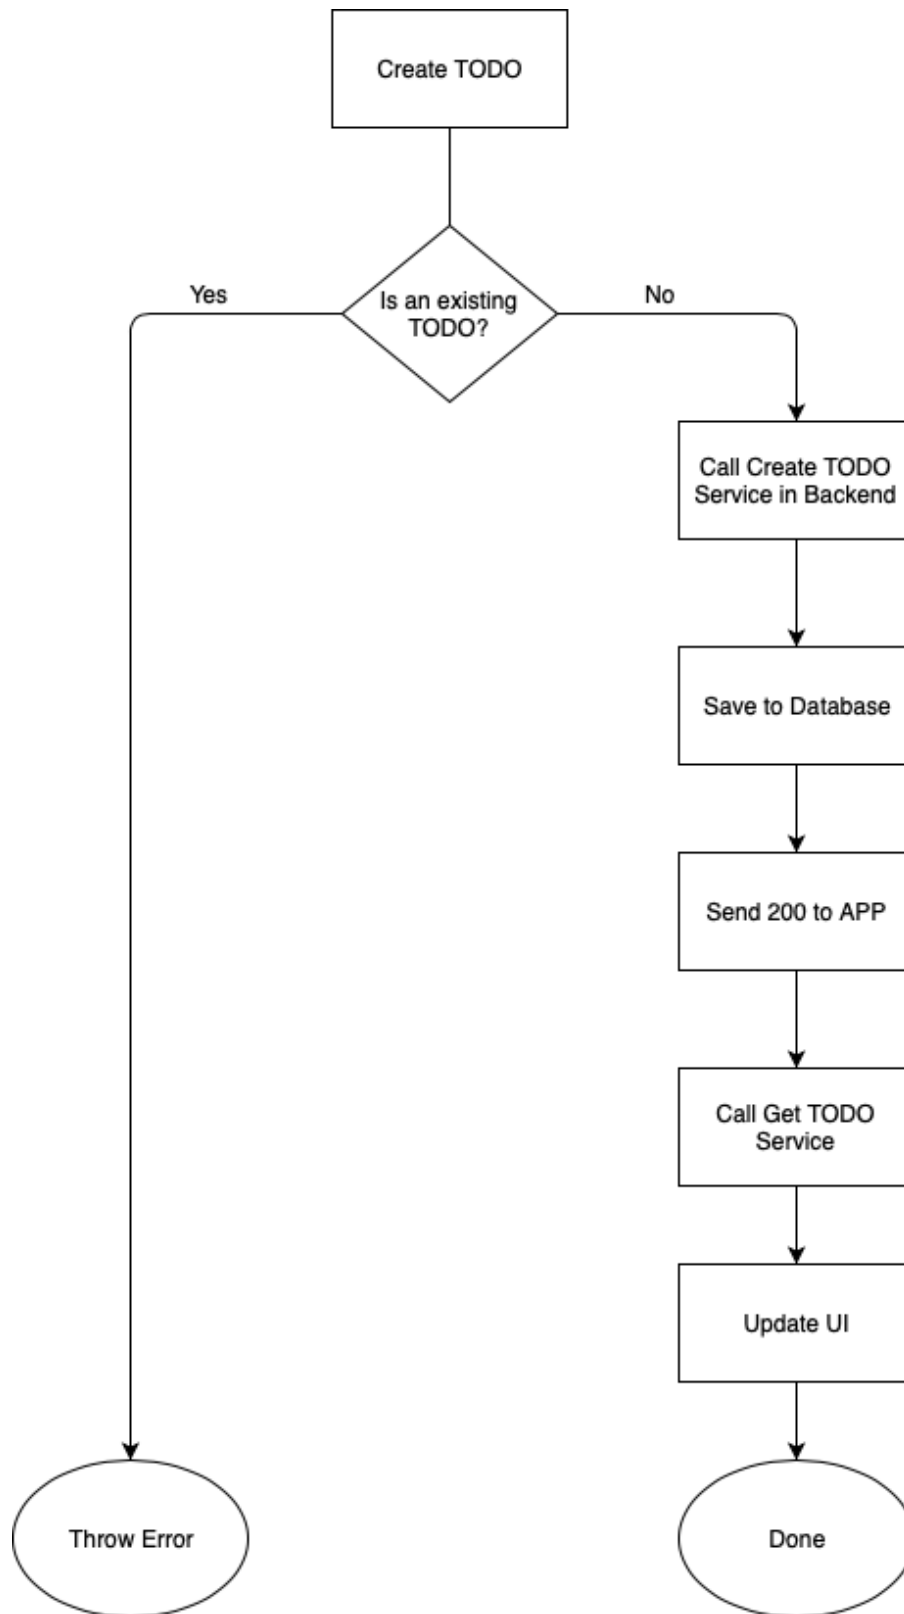 Create TODO
Is an existing
TODO?
Yes
No
Call Create TODO
Service in Backend
Save to Database
Send 200 to APP
Call Get TODO
Service
Update UI
Throw Error
Done